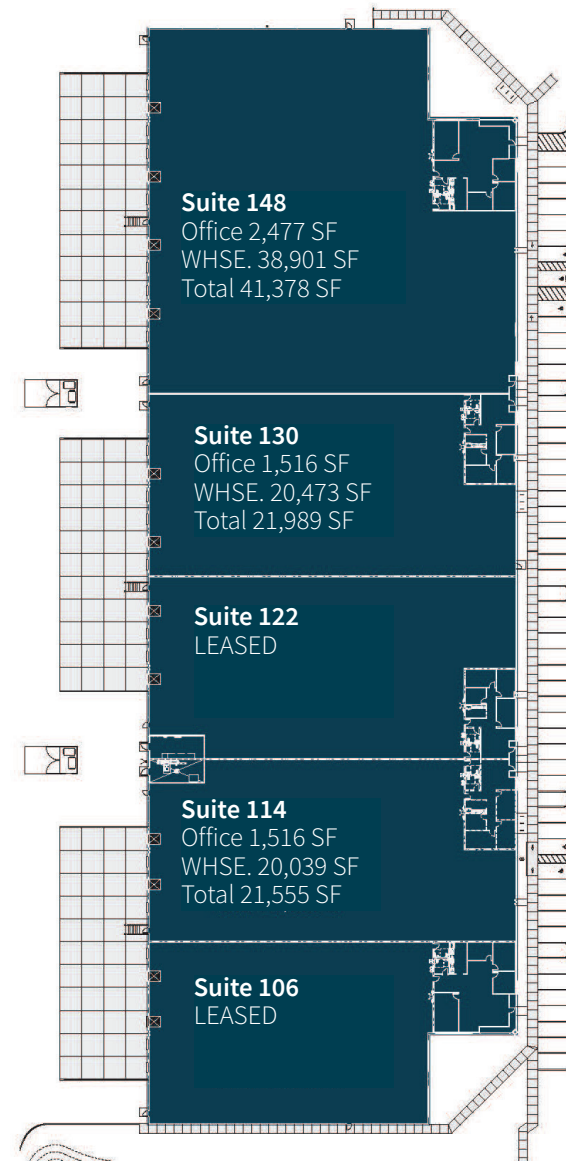 Suite 148
Office 2,477 SF
WHSE. 38,901 SF
Total 41,378 SF
Suite 130
Office 1,516 SF
WHSE. 20,473 SF
Total 21,989 SF
Suite 122
LEASED
Suite 114
Office 1,516 SF
WHSE. 20,039 SF
Total 21,555 SF
Suite 106
LEASED